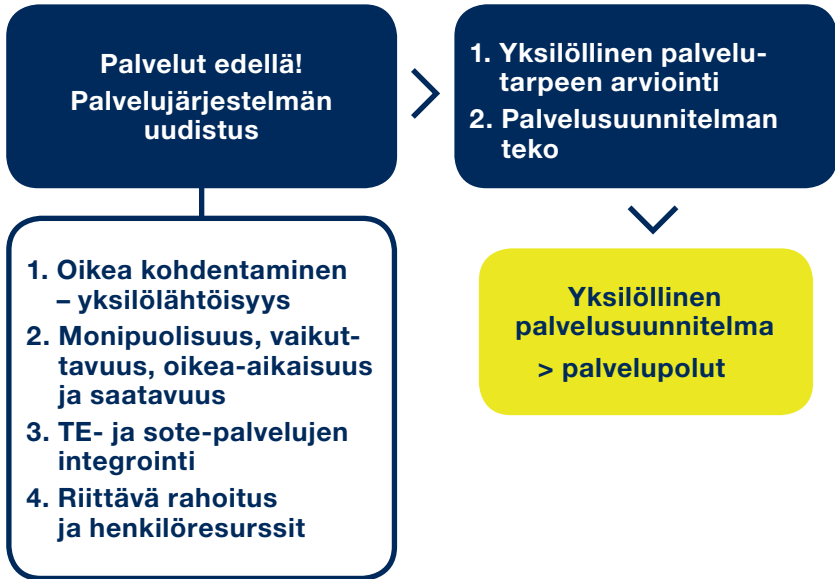 Palvelut edellä!
Palvelujärjestelmän
uudistus
1. Yksilöllinen palvelu-
tarpeen arviointi
2. Palvelusuunnitelman
teko
1. Oikea kohdentaminen
– yksilölähtöisyys
2. Monipuolisuus, vaikut-
tavuus, oikea-aikaisuus
ja saatavuus
3. TE- ja sote-palvelujen
integrointi
4. Riittävä rahoitus
ja henkilöresurssit
Yksilöllinen
palvelusuunnitelma
> palvelupolut